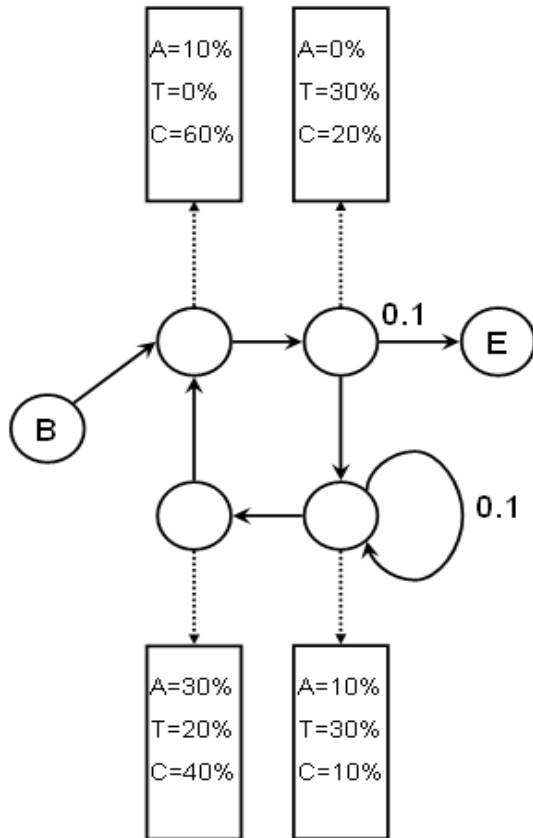 A=10%
T=0%
C=60%
A=0%
T=30%
C=20%
0.1
E
B
0.1
A=30%
T=20%
C=40%
A=10%
T=30%
C=10%